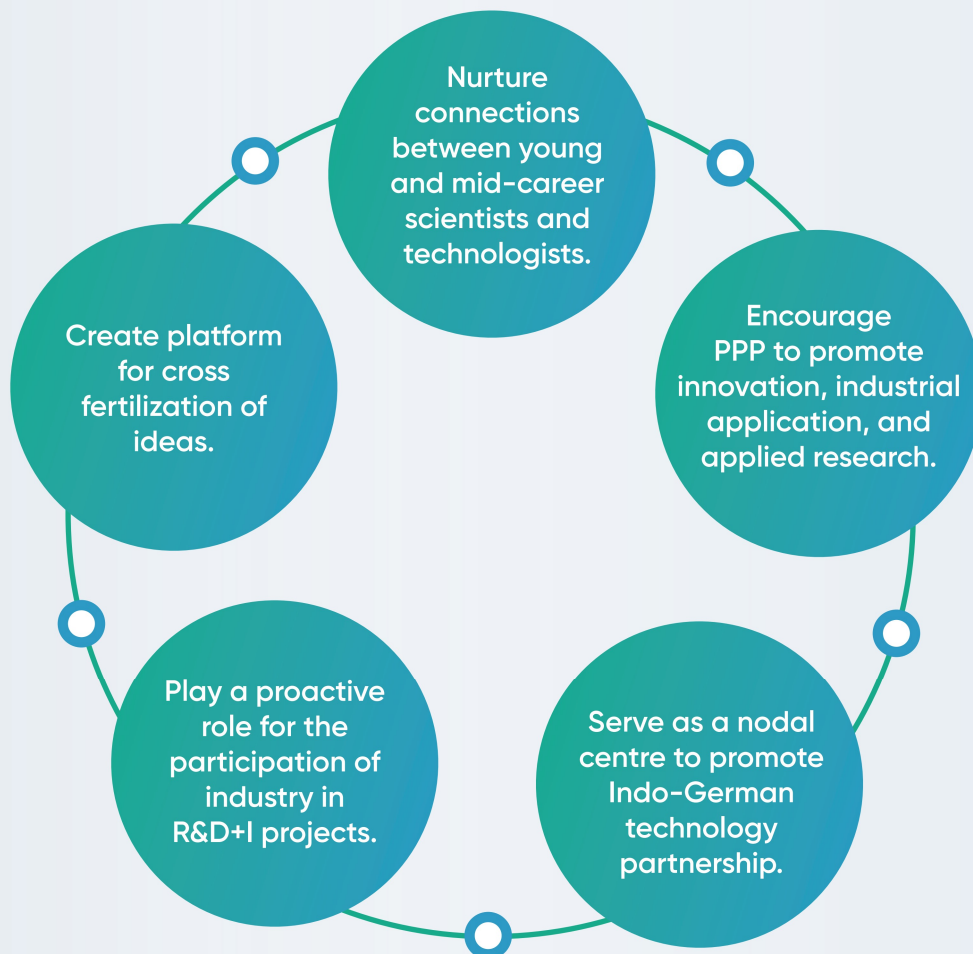 Nurture
connections
between young
and mid-career
scientists and
technologists.
Encourage
PPP to promote
innovation, industrial
application, and
applied research.
Serve as a nodal
centre to promote
Indo-German
technology
partnership.
Play a proactive
role for the
participation of
industry in
R&D+I projects.
Create platform
for cross
fertilization of
ideas.